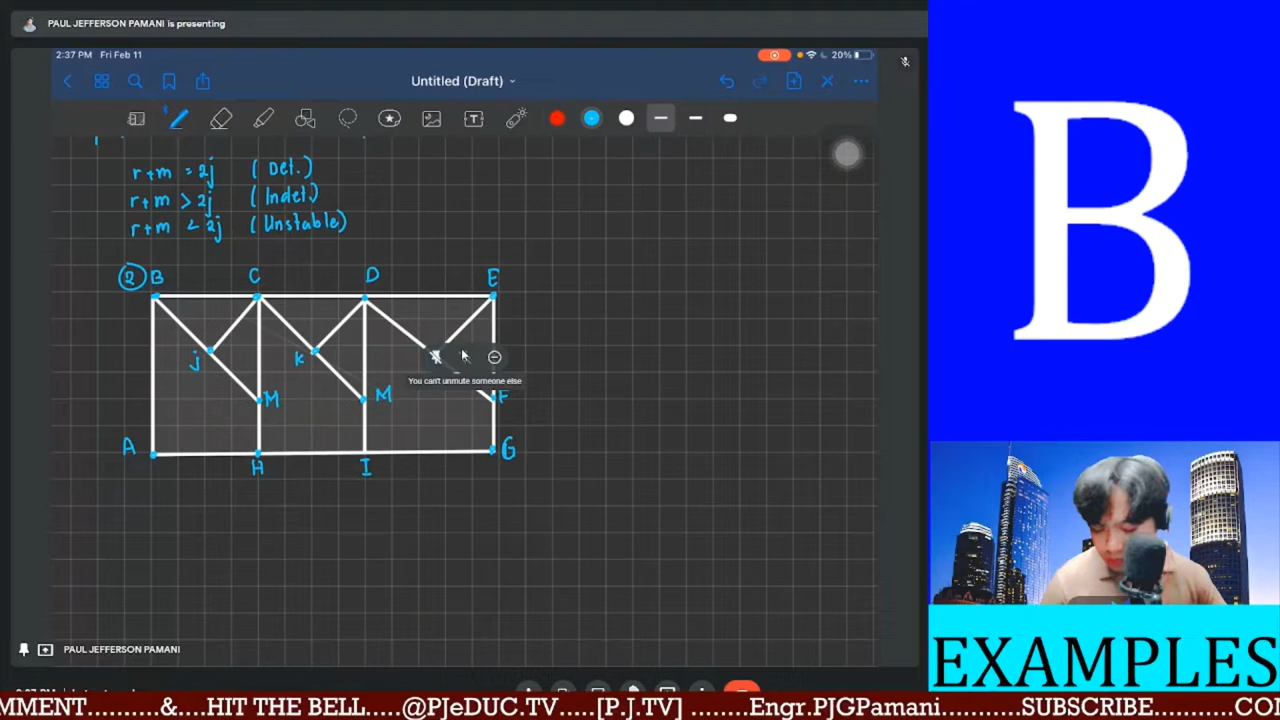 PAUL JEFFERSON PAMANI is presenting
2:37 PM Fri Feb 11
20%
Untitled (Draft)
r+m = 2j (Det.)
r+m > 2j (Indet.)
r+m < 2j (Unstable)
2 B C D E
j K
You can't unmute someone else
M M F
A G
H I
PAUL JEFFERSON PAMANI
B
EXAMPLES
MMENT..........&....HIT THE BELL.....@PJeDUC.TV....[P.J.TV] ........Engr.PJGPamani...........SUBSCRIBE...........CO